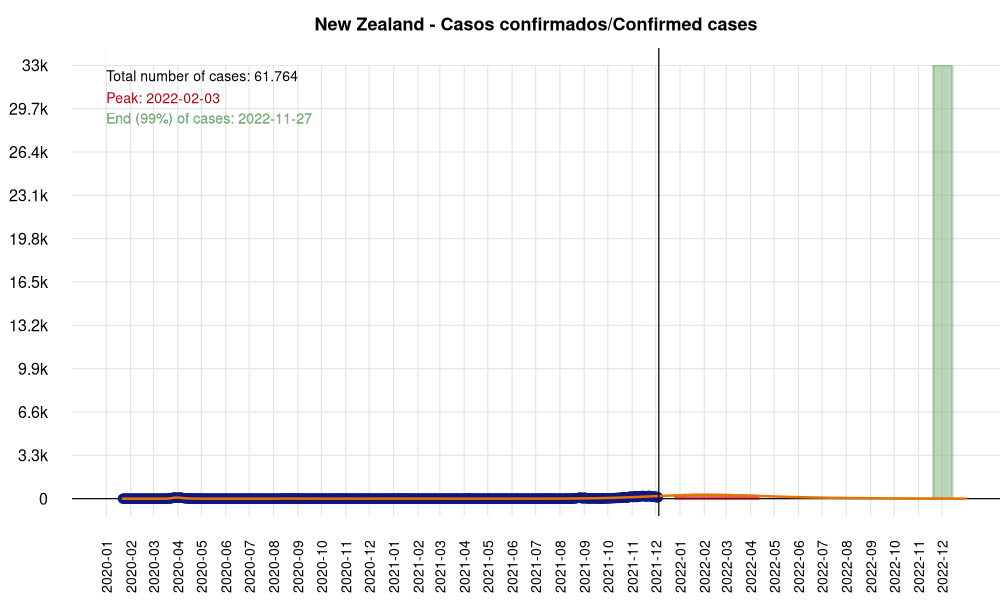 New Zealand - Casos confirmados/Confirmed cases
33k
Total number of cases: 61.764
Peak: 2022-02-03
29.7k
End (99%) of cases: 2022-11-27
26.4k
23.1k
19.8k
16.5k
13.2k
9.9k
6.6k
3.3k
0
2020-01
2020-02
2020-03
2020-04
2020-05
2020-06
2020-07
2020-08
2020-09
2020-10
2020-11
2020-12
2021-01
2021-02
2021-03
2021-04
2021-05
2021-06
2021-07
2021-08
2021-09
2021-10
2021-11
2021-12
2022-01
2022-02
2022-03
2022-04
2022-05
2022-06
2022-07
2022-08
2022-09
2022-10
2022-11
2022-12